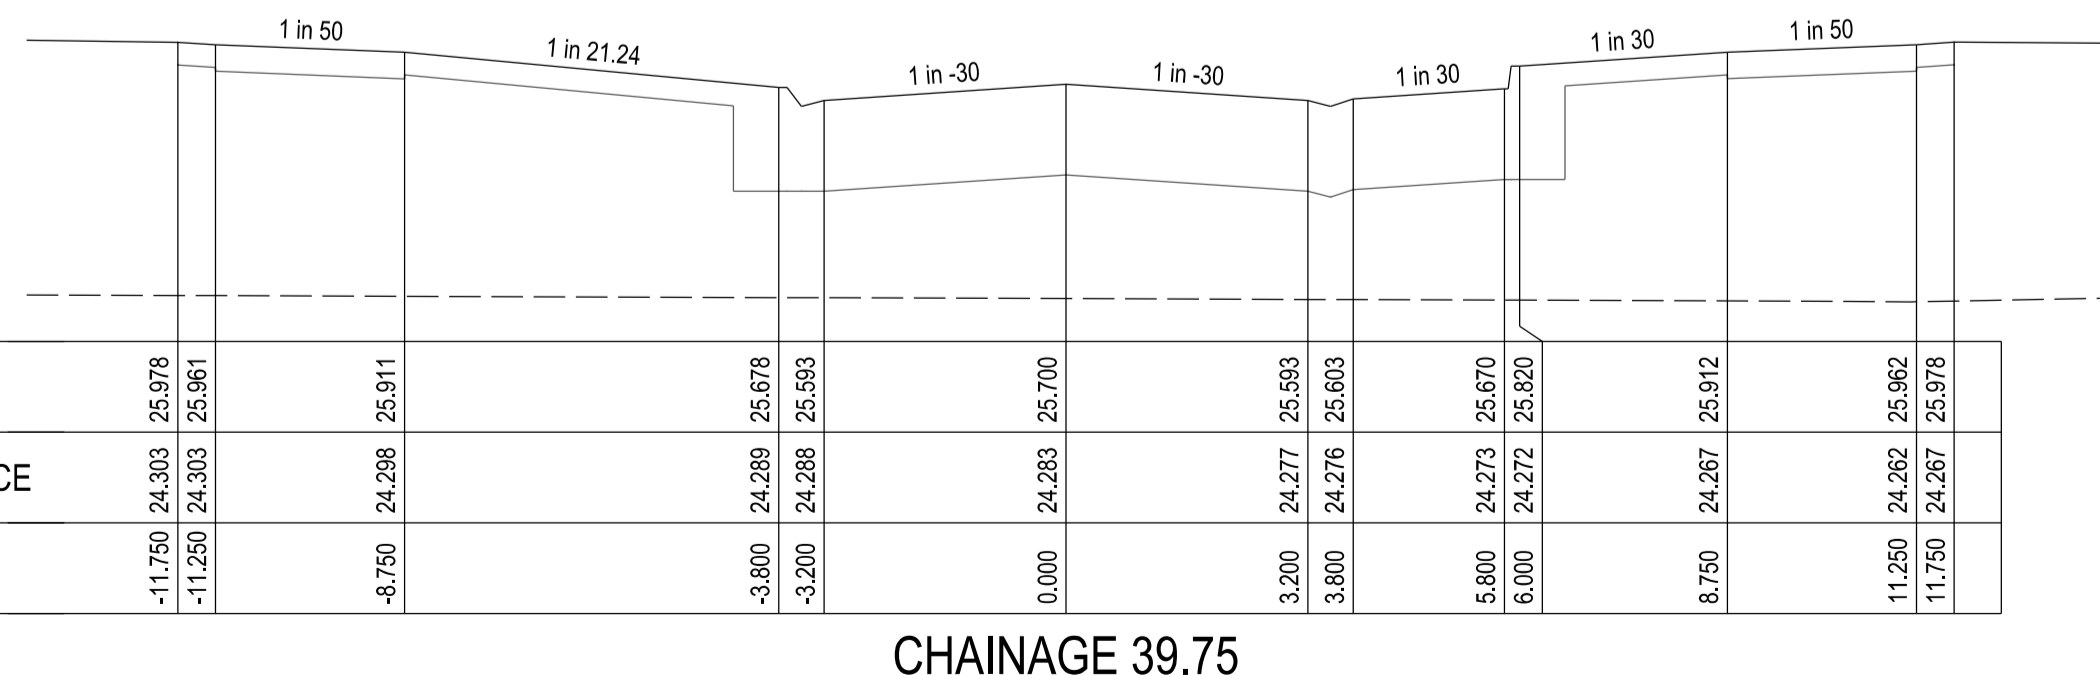 1 in 50
1 in 21.24
1 in -30
1 in -30
1 in 30
1 in 30
1 in 50
25.978 25.961 25.911 25.678 25.593 25.700 25.593 25.603 25.670 25.820 25.912 25.962 25.978
CE 24.303 24.303 24.298 24.289 24.288 24.283 24.277 24.276 24.273 24.272 24.267 24.262 24.267
-11.750 -11.250 -8.750 -3.800 -3.200 0.000 3.200 3.800 5.800 6.000 8.750 11.250 11.750
CHAINAGE 39.75